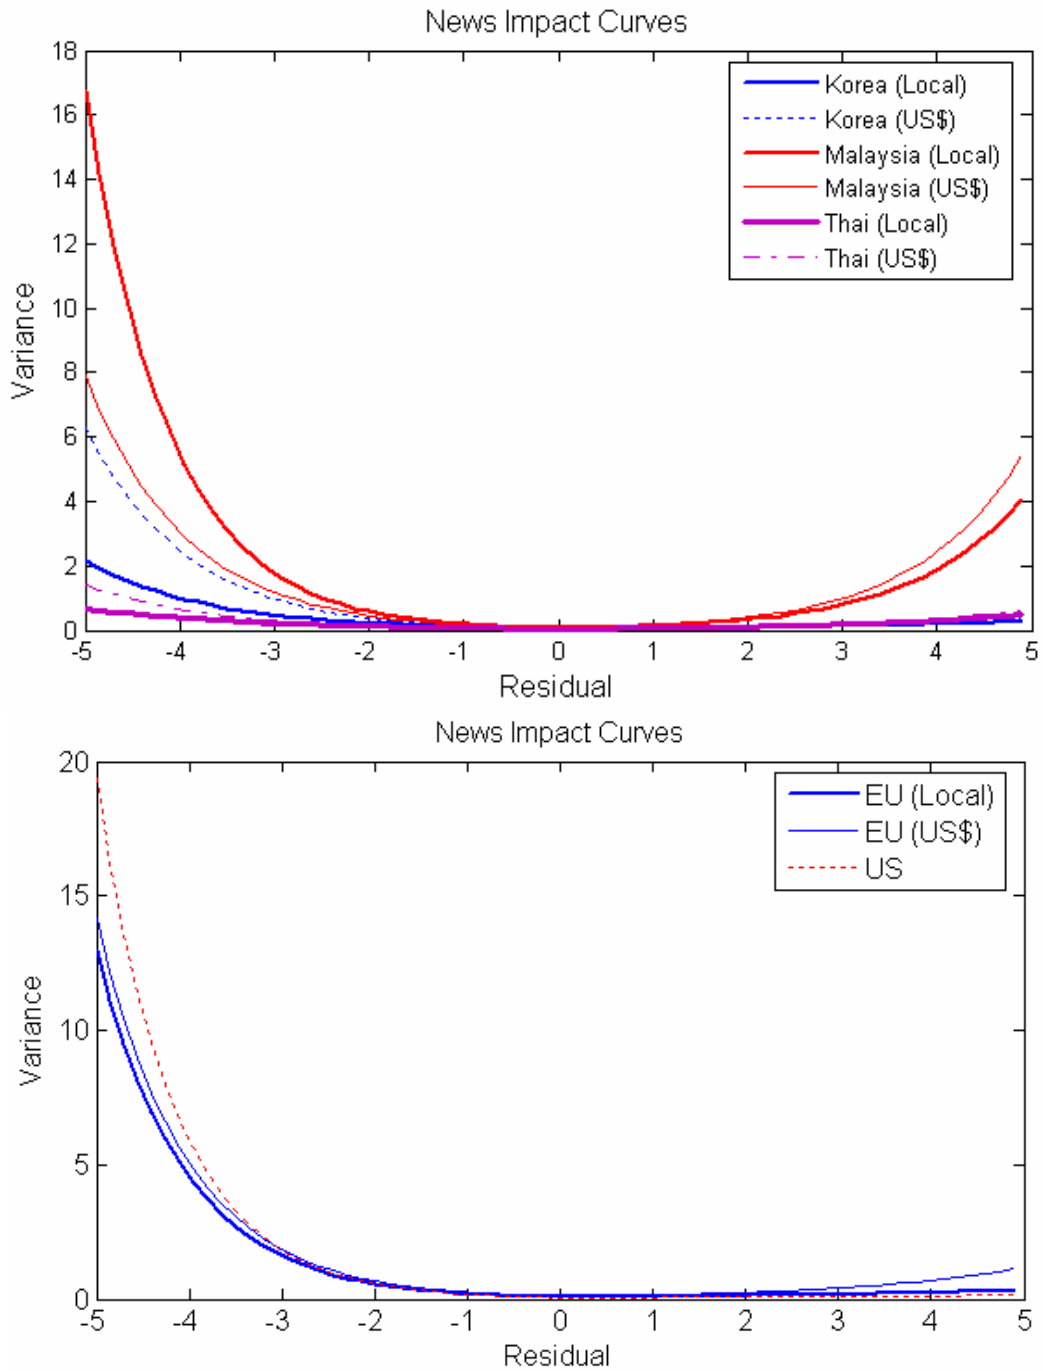 News Impact Curves
18
16
14
12
10
8
6
4
2
0
Variance
Korea (Local)
Korea (US$)
Malaysia (Local)
Malaysia (US$)
Thai (Local)
Thai (US$)
-5 -4 -3 -2 -1 0 1 2 3 4 5
Residual
News Impact Curves
20
15
10
5
0
Variance
EU (Local)
EU (US$)
US
-5 -4 -3 -2 -1 0 1 2 3 4 5
Residual